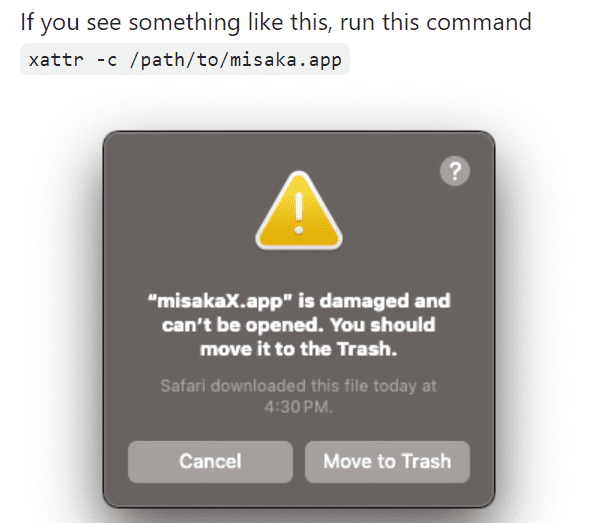 If you see something like this, run this command
xattr -c /path/to/misaka.app
?
"misakaX.app" is damaged and
can't be opened. You should
move it to the Trash.
Safari downloaded this file today at
4:30 PM.
Cancel
Move to Trash